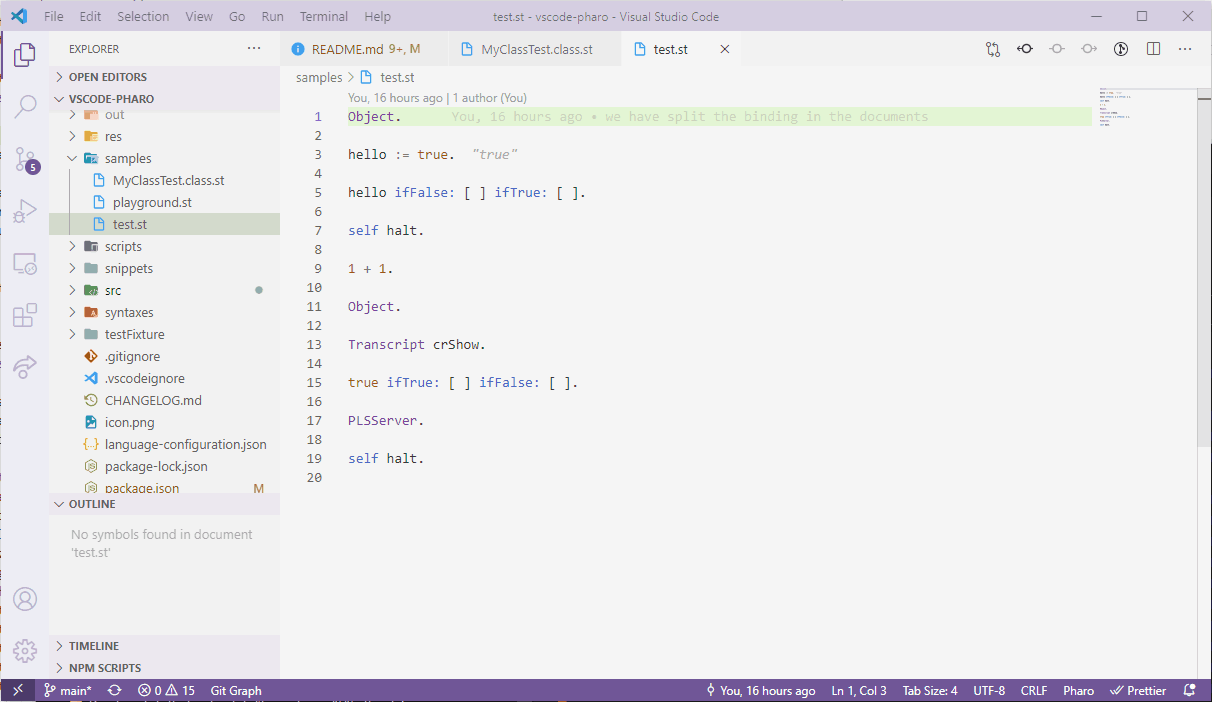 File Edit Selection View Go Run Terminal Help test.st - vscode-pharo - Visual Studio Code
EXPLORER
README.md 9+, M MyClassTest.class.st test.st
OPEN EDITORS
VSCODE-PHARO
out
res
samples
MyClassTest.class.st
playground.st
test.st
scripts
snippets
src
syntaxes
testFixture
.gitignore
.vscodeignore
CHANGELOG.md
icon.png
language-configuration.json
package-lock.json
package.json M
OUTLINE
No symbols found in document
'test.st'
TIMELINE
NPM SCRIPTS
5
samples > test.st
You, 16 hours ago | 1 author (You)
1 Object. You, 16 hours ago • we have split the binding in the documents
2
3 hello := true. "true"
4
5 hello ifFalse: [ ] ifTrue: [ ].
6
7 self halt.
8
9 1 + 1.
10
11 Object.
12
13 Transcript crShow.
14
15 true ifTrue: [ ] ifFalse: [ ].
16
17 PLSServer.
18
19 self halt.
20
main* 0 15 Git Graph You, 16 hours ago Ln 1, Col 3 Tab Size: 4 UTF-8 CRLF Pharo Prettier